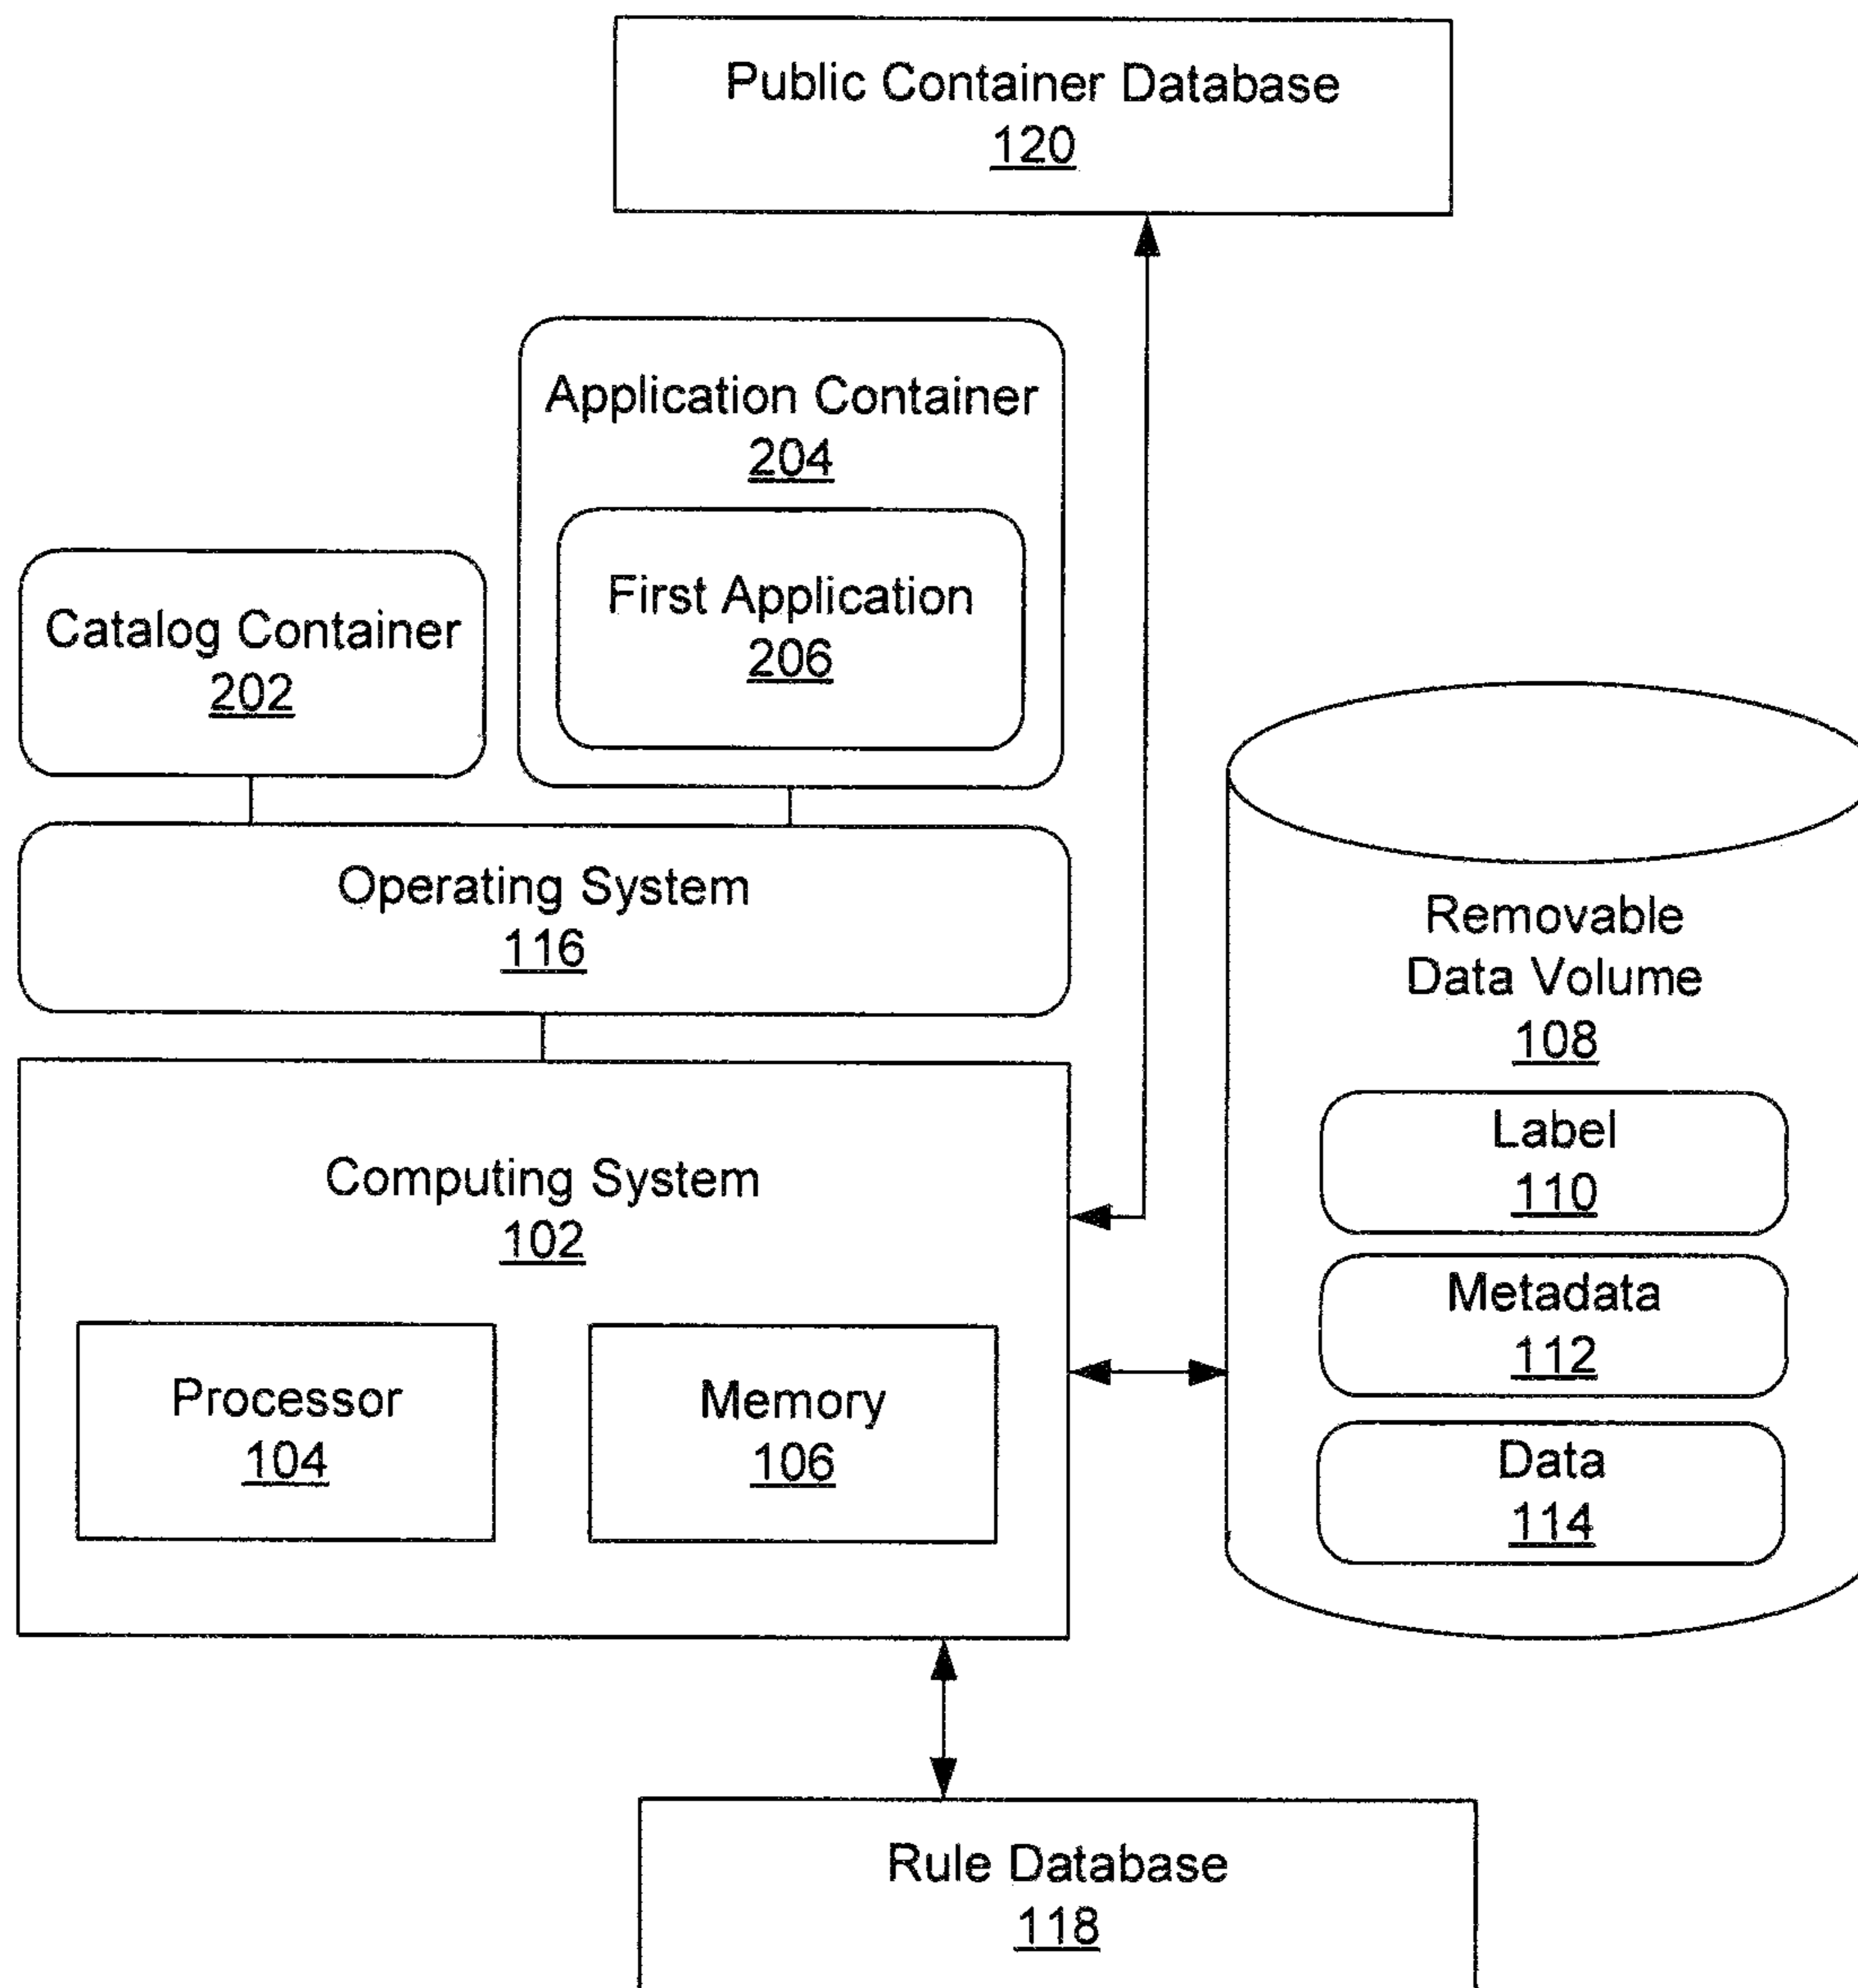 Public Container Database
120
Application Container
204
First Application
206
Catalog Container
202
Operating System
116
Removable
Data Volume
108
Label
110
Metadata
112
Data
114
Computing System
102
Processor
104
Memory
106
Rule Database
118